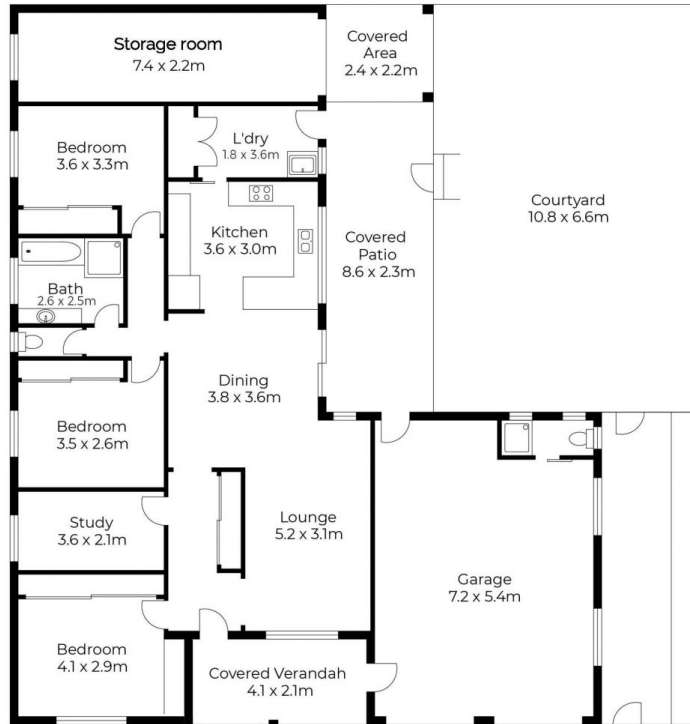 Storage room
7.4 x 2.2m
Covered
Area
2.4 x 2.2m
Bedroom
3.6 x 3.3m
L'dry
1.8 x 3.6m
Kitchen
3.6 x 3.0m
Covered
Patio
8.6 x 2.3m
Courtyard
10.8 x 6.6m
Bath
2.6 x 2.5m
Dining
3.8 x 3.6m
Bedroom
3.5 x 2.6m
Study
3.6 x 2.1m
Lounge
5.2 x 3.1m
Garage
7.2 x 5.4m
Bedroom
4.1 x 2.9m
Covered Verandah
4.1 x 2.1m